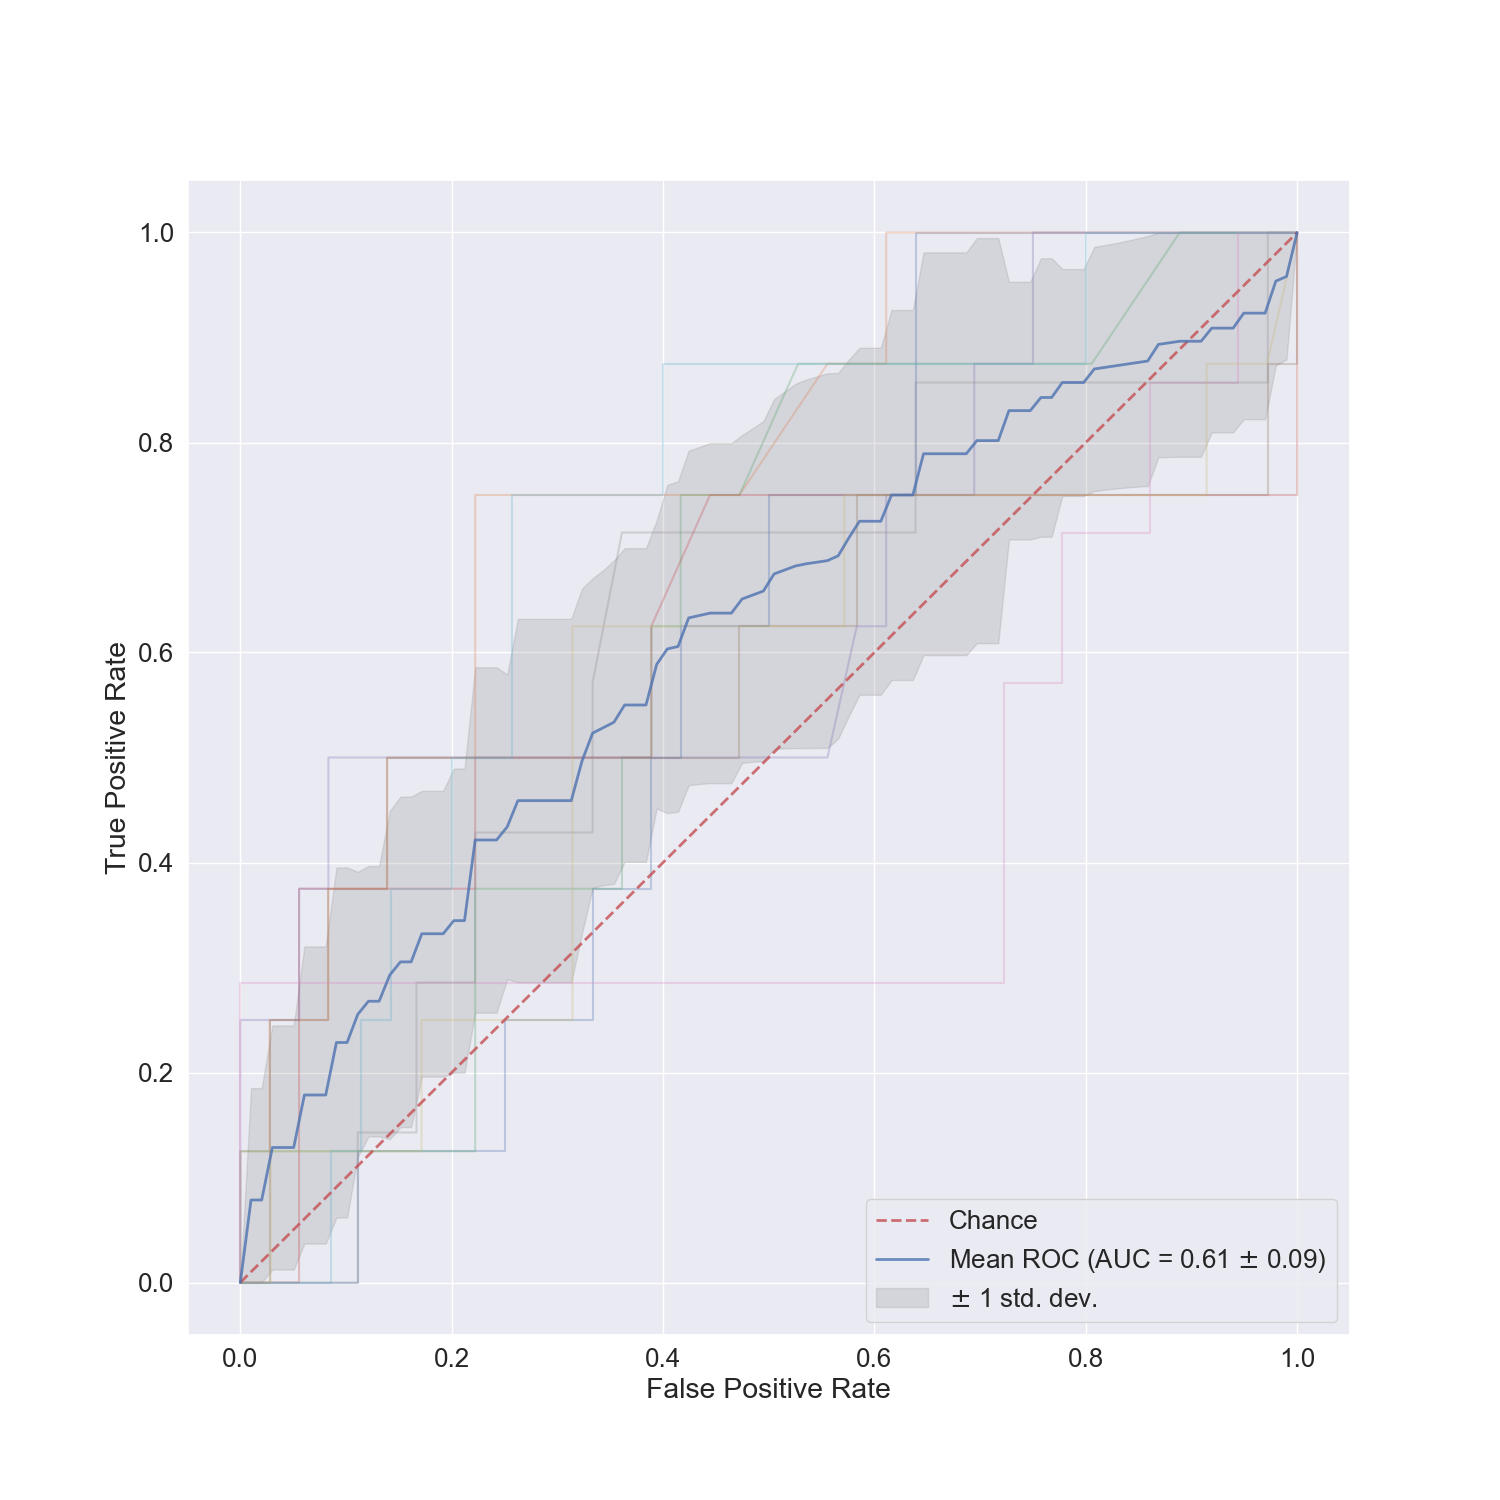 1.0
0.8
0.6
0.4
0.2
0.0
True Positive Rate
0.0 0.2 0.4 0.6 0.8 1.0
False Positive Rate
Chance
Mean ROC (AUC = 0.61 ± 0.09)
± 1 std. dev.